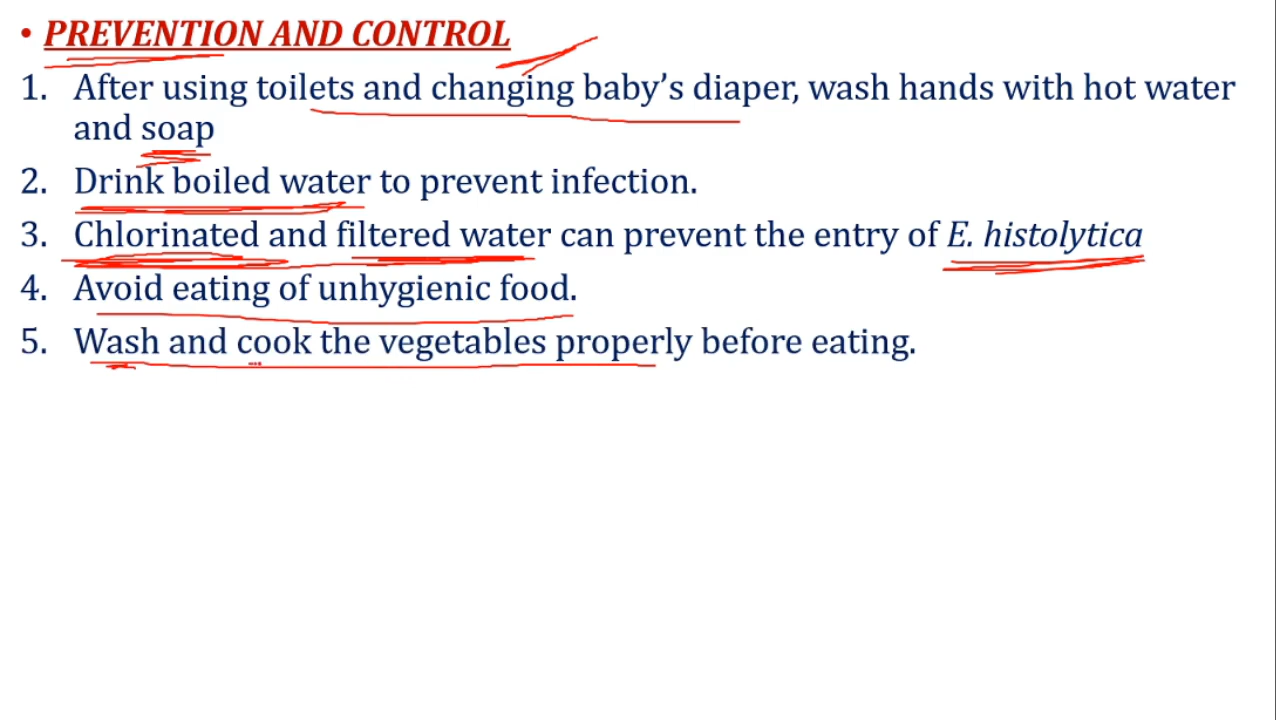 • PREVENTION AND CONTROL
1. After using toilets and changing baby’s diaper, wash hands with hot water
and soap
2. Drink boiled water to prevent infection.
3. Chlorinated and filtered water can prevent the entry of E. histolytica
4. Avoid eating of unhygienic food.
5. Wash and cook the vegetables properly before eating.